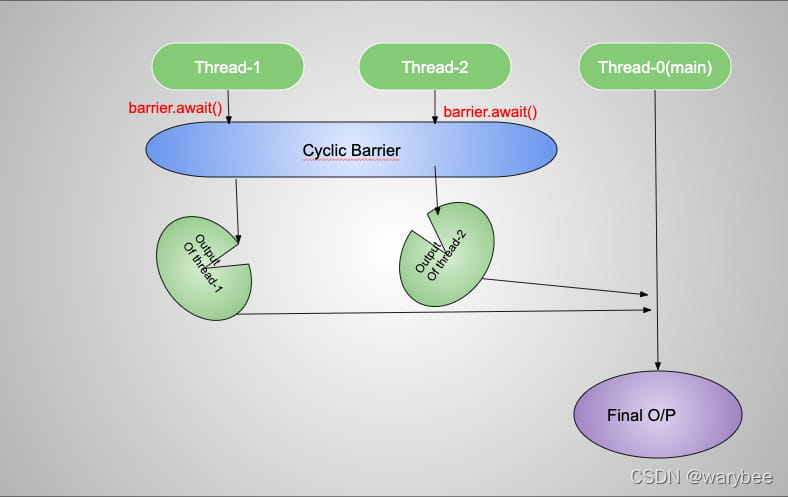 Thread-1
Thread-2
Thread-0(main)
barrier.await()
barrier.await()
Cyclic Barrier
Output
Of thread-1
Output
Of thread-2
Final O/P
CSDN @warybee